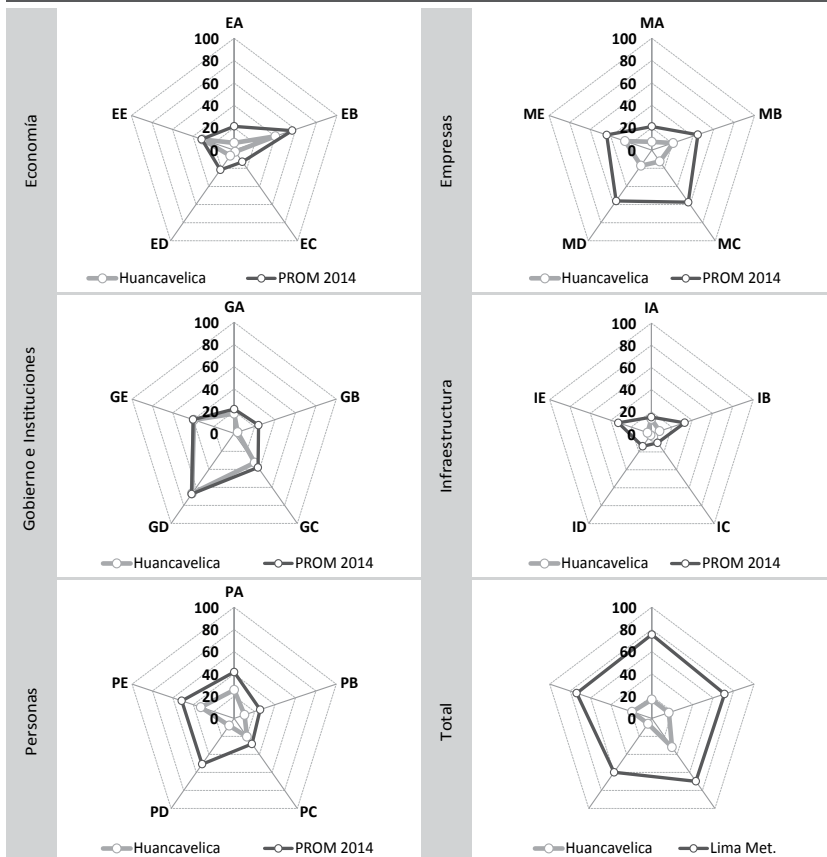 Economía
EA
100
80
60
40
20
0
EE
EB
ED
EC
Huancavelica
PROM 2014
Empresas
MA
100
80
60
40
20
0
ME
MB
MD
MC
Huancavelica
PROM 2014
Gobierno e Instituciones
GA
100
80
60
40
20
0
GE
GB
GD
GC
Huancavelica
PROM 2014
Infraestructura
IA
100
80
60
40
20
0
IE
IB
ID
IC
Huancavelica
PROM 2014
Personas
PA
100
80
60
40
20
0
PE
PB
PD
PC
Huancavelica
PROM 2014
Total
100
80
60
40
20
0
Huancavelica
Lima Met.